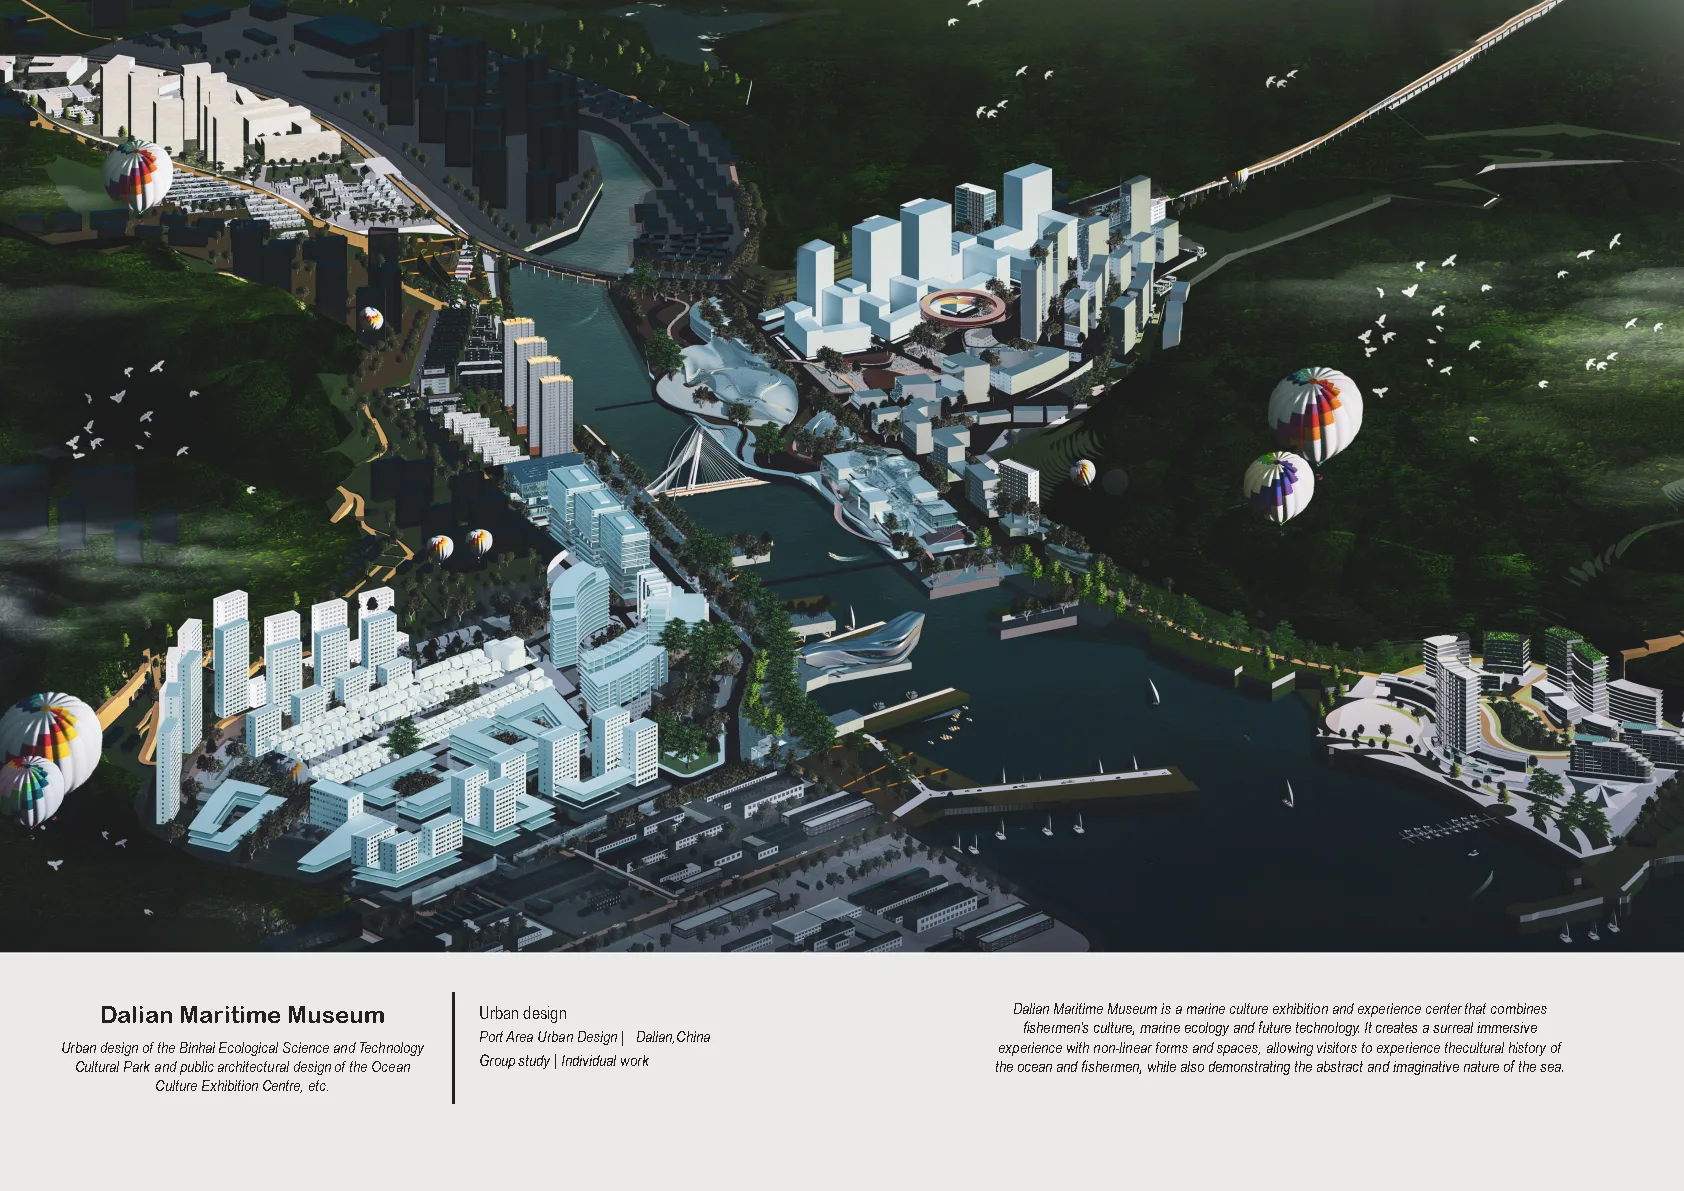 Dalian Maritime Museum
Urban design of the Binhai Ecological Science and Technology
Cultural Park and public architectural design of the Ocean
Culture Exhibition Centre, etc.
Urban design
Port Area Urban Design | Dalian,China
Group study | Individual work
Dalian Maritime Museum is a marine culture exhibition and experience center that combines
fishermen's culture, marine ecology and future technology. It creates a surreal immersive
experience with non-linear forms and spaces, allowing visitors to experience thecultural history of
the ocean and fishermen, while also demonstrating the abstract and imaginative nature of the sea.